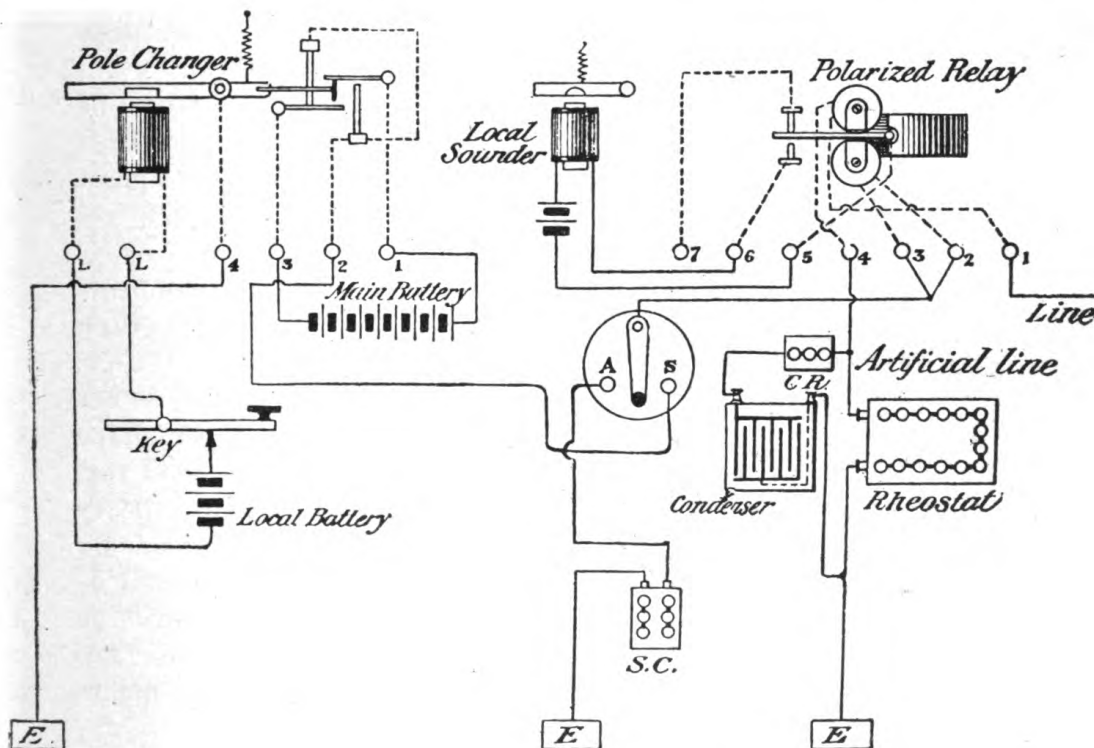 Pole Changer
Polarized Relay
Local
Sounder
L
L
4
3
2
1
7
6
5
4
3
2
1
Main Battery
Line
A
S
C.R.
Artificial line
Key
Local Battery
Condenser
Rheostat
S.C.
E
E
E